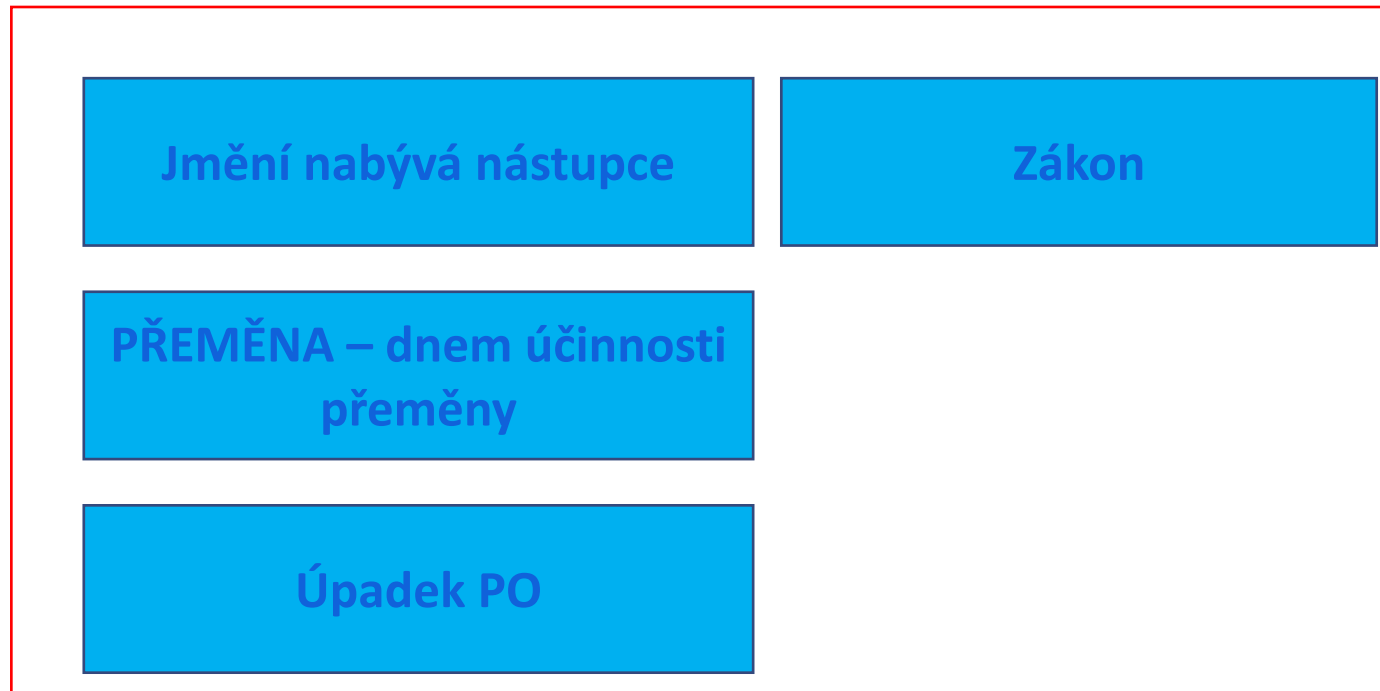 Jmění nabývá nástupce
Zákon
PŘEMĚNA – dnem účinnosti
přeměny
Úpadek PO